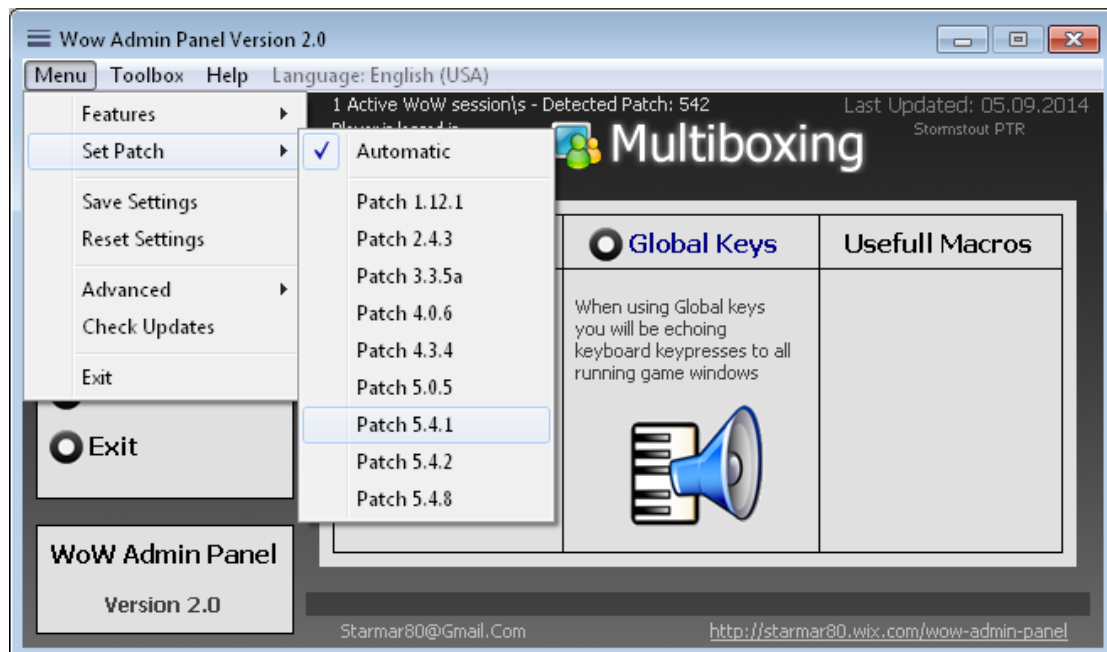 Wow Admin Panel Version 2.0
Menu Toolbox Help Language: English (USA)
Features
Set Patch
Save Settings
Reset Settings
Advanced
Check Updates
Exit
Automatic
Patch 1.12.1
Patch 2.4.3
Patch 3.3.5a
Patch 4.0.6
Patch 4.3.4
Patch 5.0.5
Patch 5.4.1
Patch 5.4.2
Patch 5.4.8
1 Active WoW session\s - Detected Patch: 542
Last Updated: 05.09.2014
Stormstout PTR
Multiboxing
Global Keys
Usefull Macros
When using Global keys
you will be echoing
keyboard keypresses to all
running game windows
Exit
WoW Admin Panel
Version 2.0
Starmar80@Gmail.Com
http://starmar80.wix.com/wow-admin-panel